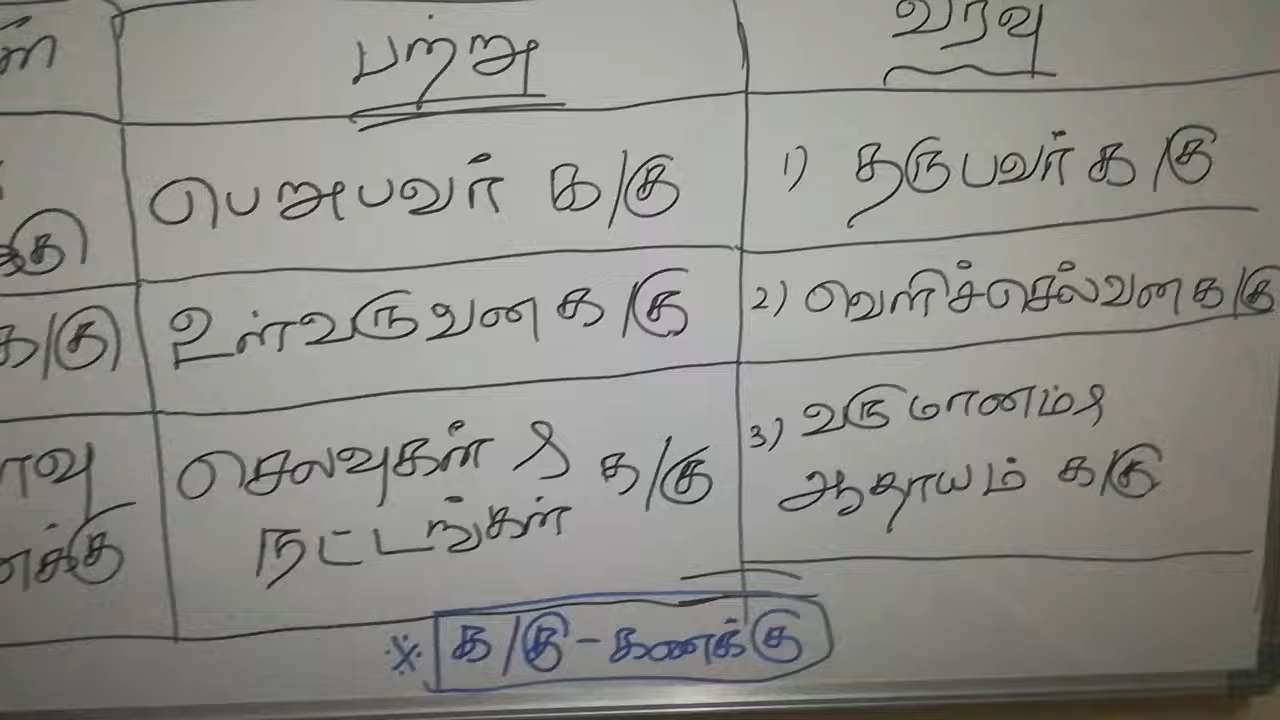 பற்று
வரவு
பெறுபவர் க/கு
1) தருபவர் க/கு
க/கு
உள்வருவன க/கு
2) வெளிச்செல்வன க/கு
செலவுகள் & க/கு
நட்டங்கள்
3) வருமானம் &
ஆதாயம் க/கு
※ க/கு - கணக்கு